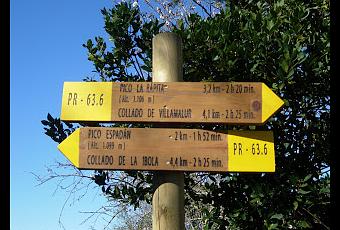 PR - 63.6
PICO LA RAPITA 3,2 km - 2 h 20 min.
(Alt. 1.106 m)
COLLADO DE VILLAMALUR 4,1 km - 2 h 25 min.
PICO ESPADÁN 2 km - 1 h 52 min.
(Alt. 1.099 m)
COLLADO DE LA IBOLA 4,4 km - 2 h 25 min.
PR - 63.6